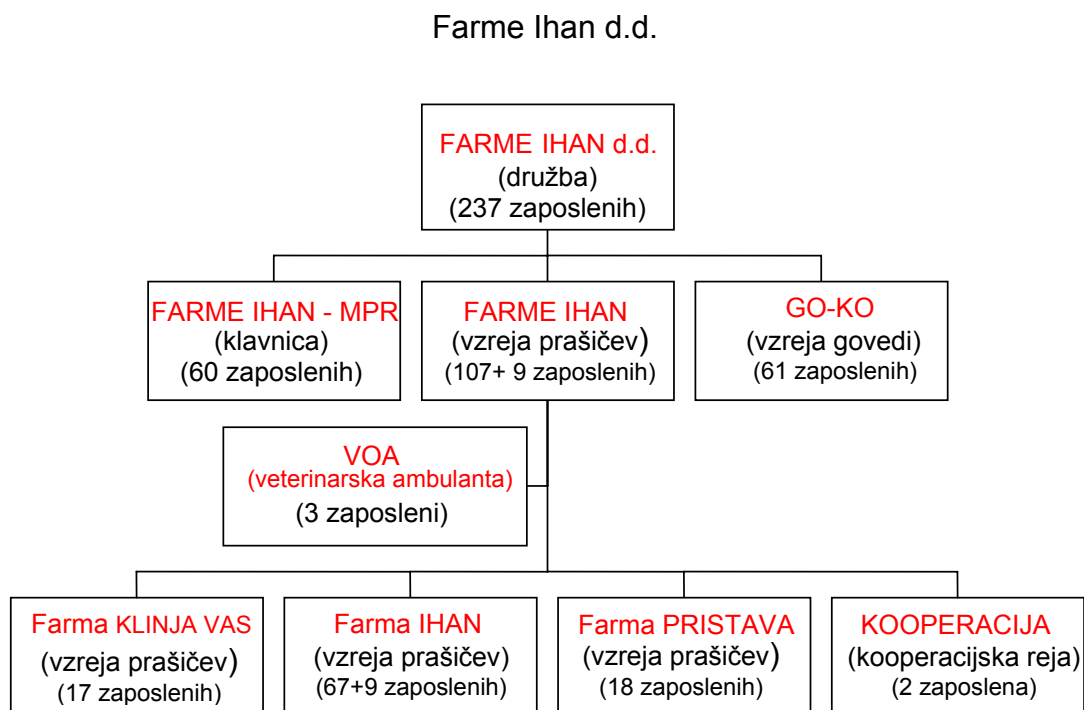 Farme Ihan d.d.
FARME IHAN d.d.
(družba)
(237 zaposlenih)
FARME IHAN - MPR
(klavnica)
(60 zaposlenih)
FARME IHAN
(vzreja prašičev)
(107+ 9 zaposlenih)
GO-KO
(vzreja govedi)
(61 zaposlenih)
VOA
(veterinarska ambulanta)
(3 zaposleni)
Farma KLINJA VAS
(vzreja prašičev)
(17 zaposlenih)
Farma IHAN
(vzreja prašičev)
(67+9 zaposlenih)
Farma PRISTAVA
(vzreja prašičev)
(18 zaposlenih)
KOOPERACIJA
(kooperacijska reja)
(2 zaposlena)